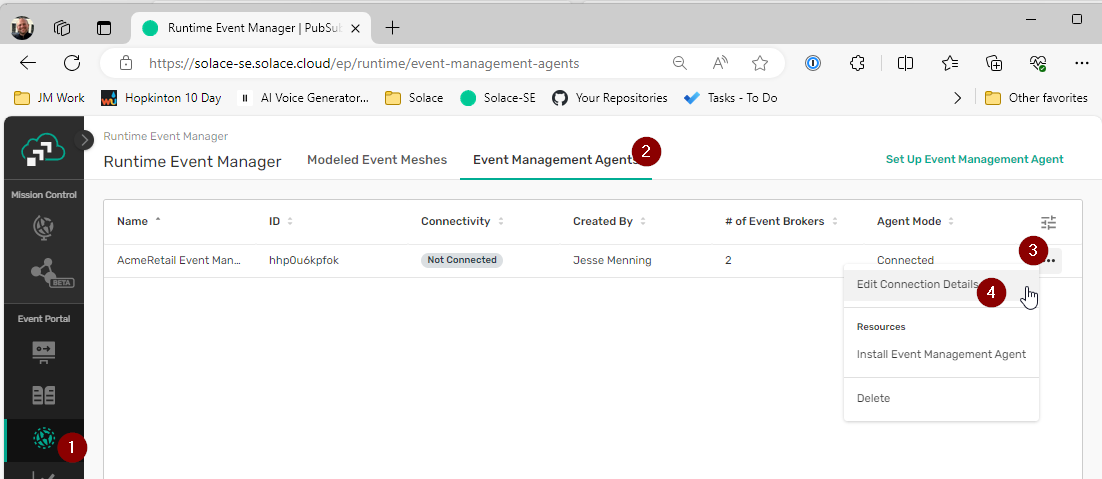 Runtime Event Manager | PubSub
https://solace-se.solace.cloud/ep/runtime/event-management-agents
JM Work
Hopkinton 10 Day
AI Voice Generator...
Solace
Solace-SE
Your Repositories
Tasks - To Do
Other favorites
Mission Control
BETA
Event Portal
1
Runtime Event Manager
Runtime Event Manager
Modeled Event Meshes
Event Management Agents
2
Set Up Event Management Agent
Name
ID
Connectivity
Created By
# of Event Brokers
Agent Mode
AcmeRetail Event Man...
hhp0u6kpfok
Not Connected
Jesse Menning
2
Connected
3
Edit Connection Details
4
Resources
Install Event Management Agent
Delete